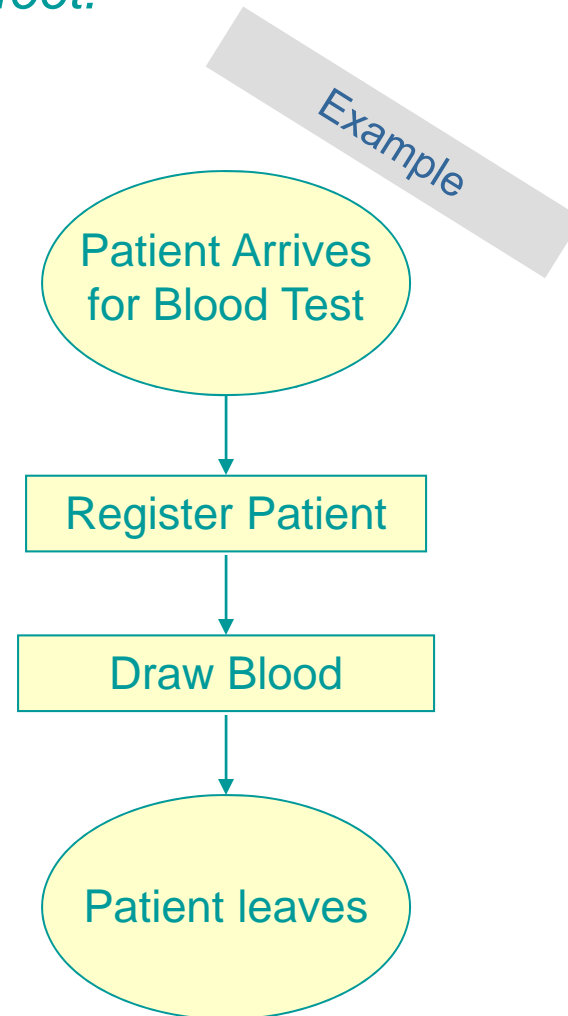 Example
Patient Arrives
for Blood Test
Register Patient
Draw Blood
Patient leaves